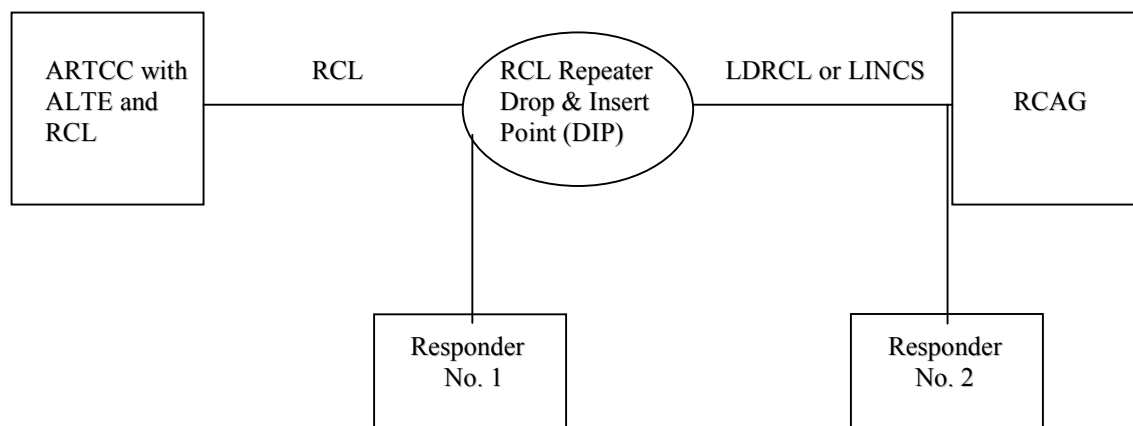 ARTCC with
ALTE and
RCL
RCL
RCL Repeater
Drop & Insert
Point (DIP)
LDRCL or LINCS
RCAG
Responder
No. 1
Responder
No. 2